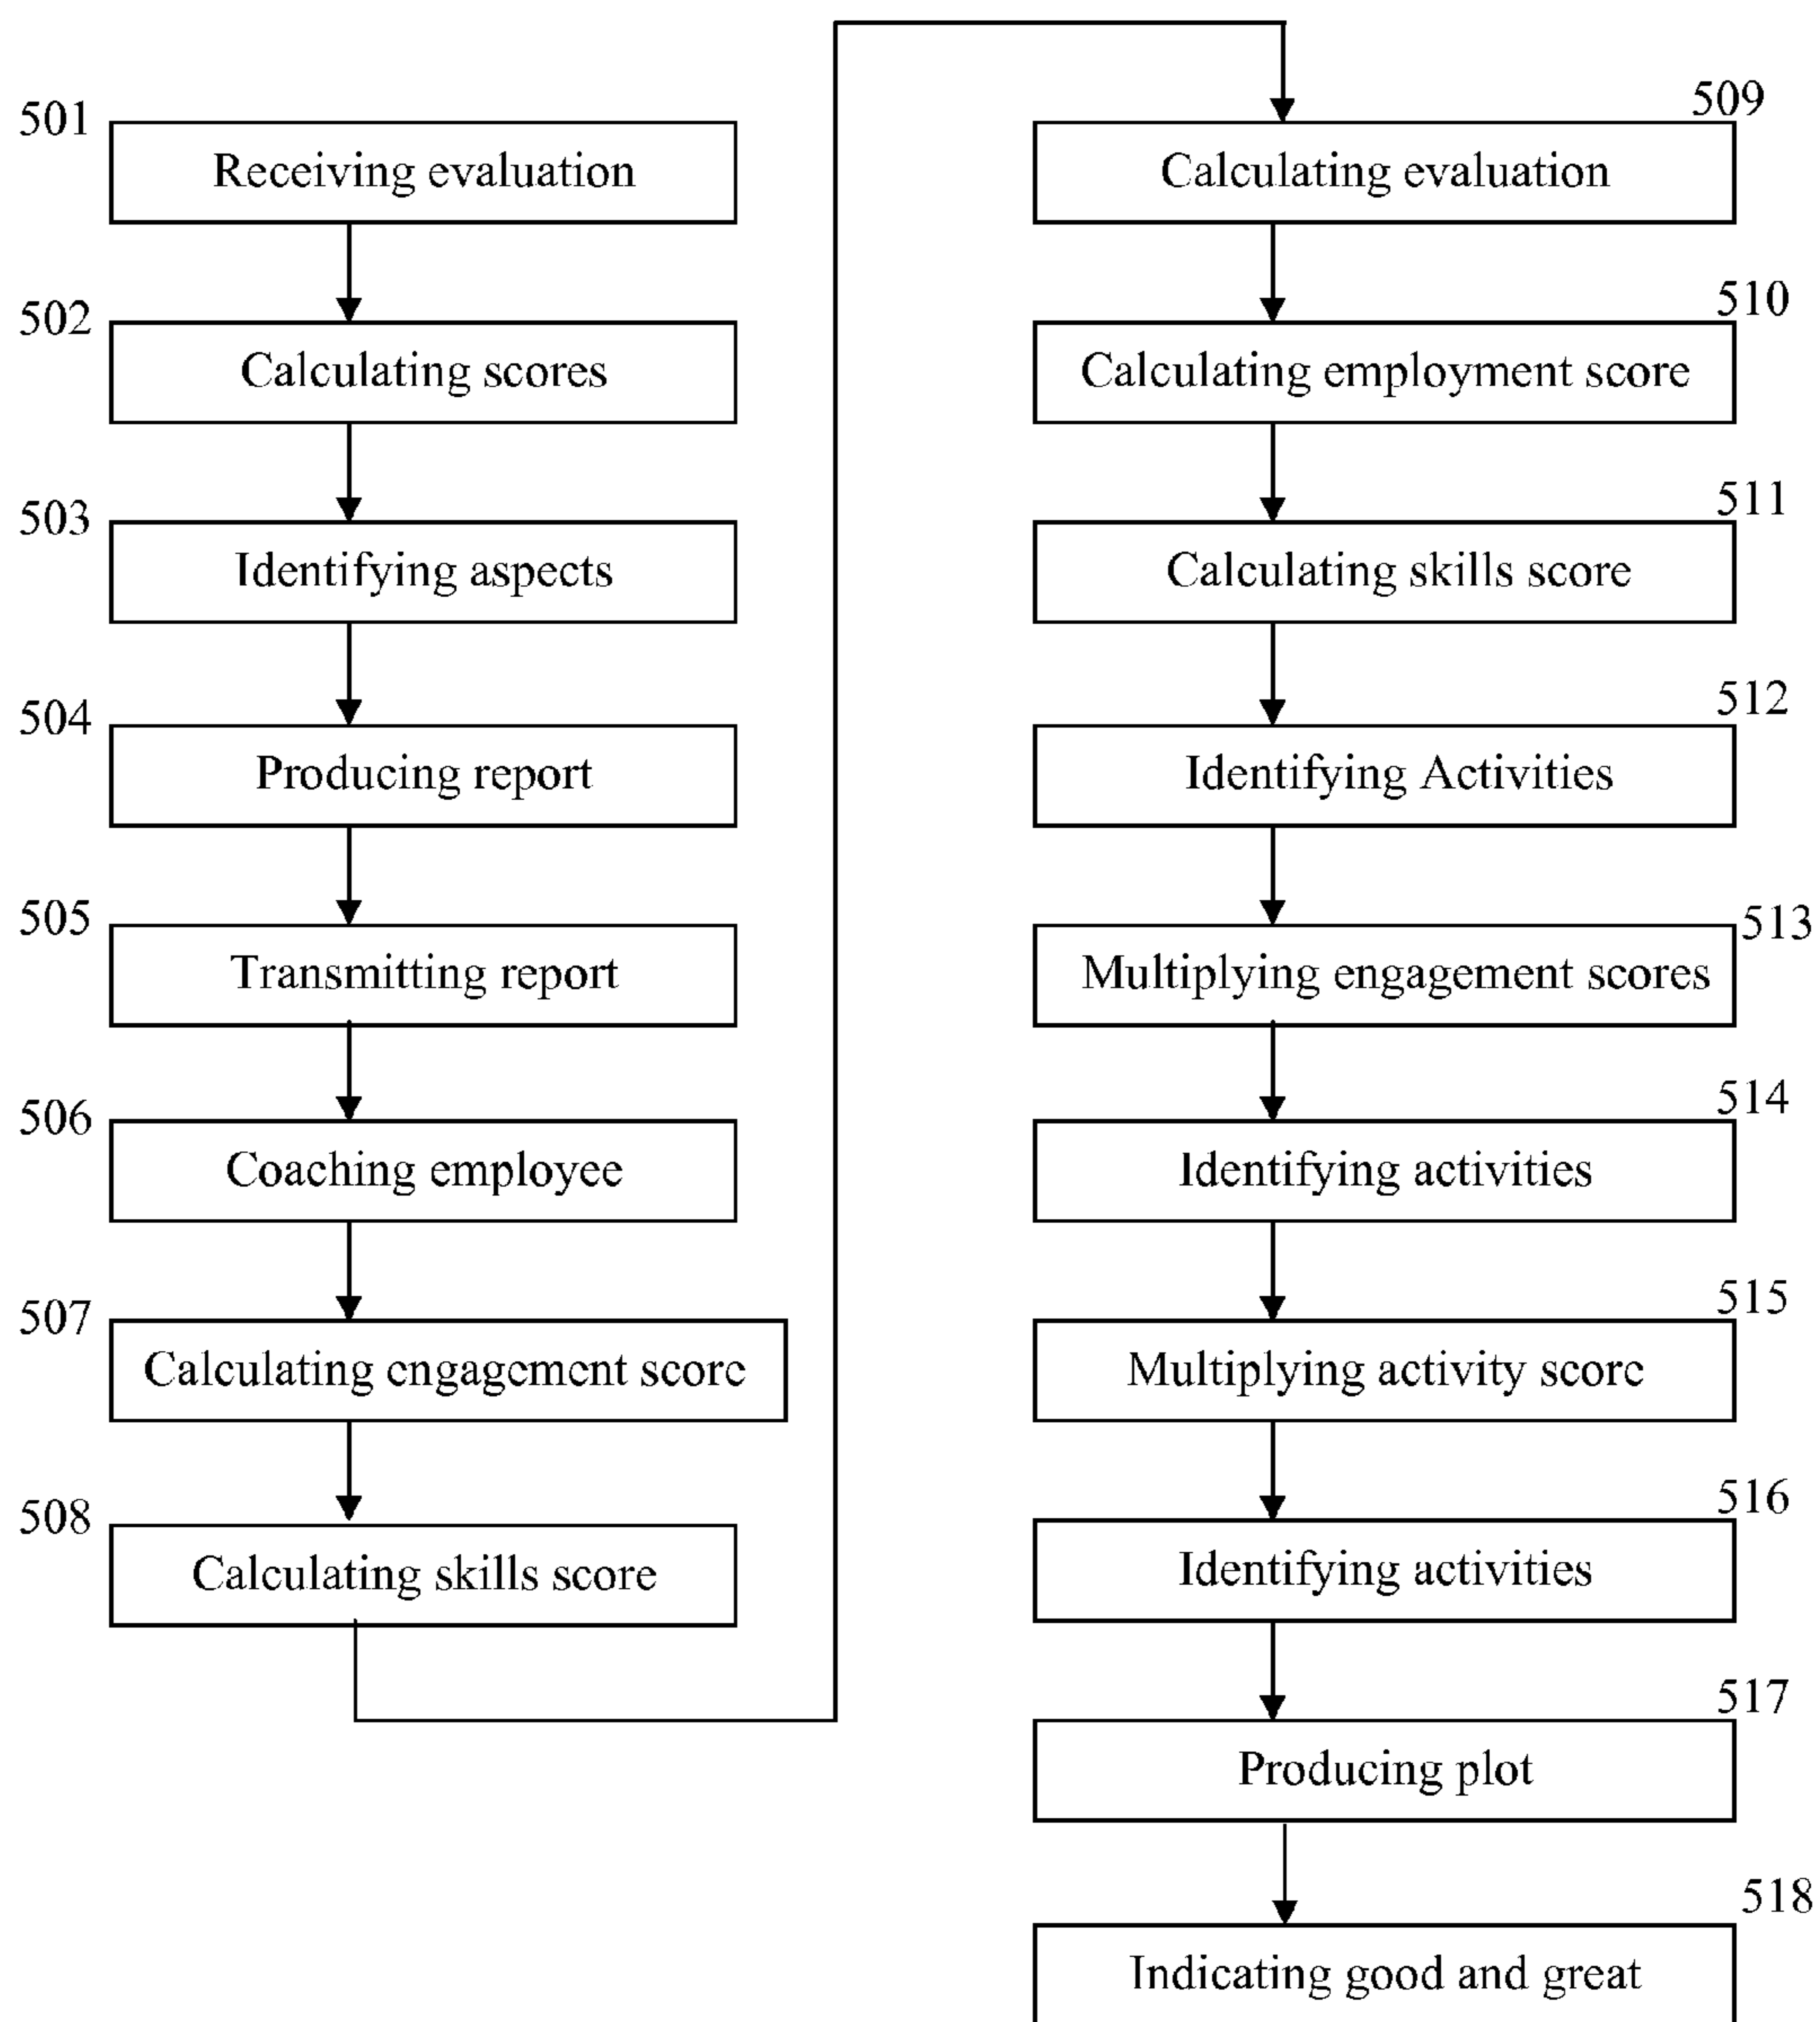 501
Receiving evaluation
502
Calculating scores
503
Identifying aspects
504
Producing report
505
Transmitting report
506
Coaching employee
507
Calculating engagement score
508
Calculating skills score
509
Calculating evaluation
510
Calculating employment score
511
Calculating skills score
512
Identifying Activities
513
Multiplying engagement scores
514
Identifying activities
515
Multiplying activity score
516
Identifying activities
517
Producing plot
518
Indicating good and great